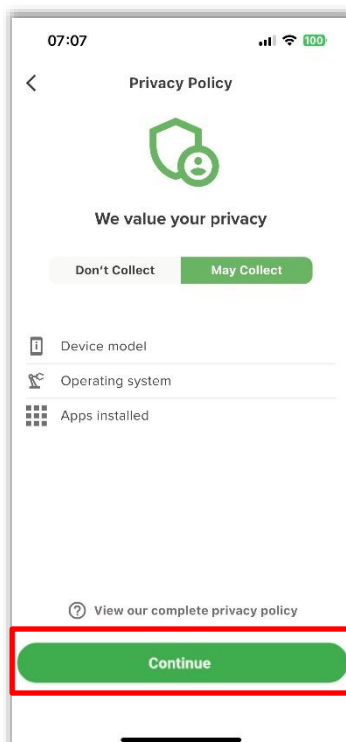 07:07
100
Privacy Policy
We value your privacy
Don't Collect May Collect
Device model
Operating system
Apps installed
View our complete privacy policy
Continue